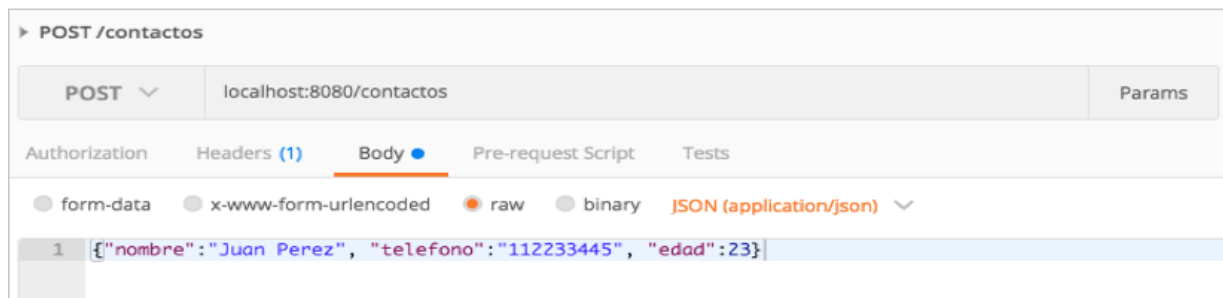 POST /contactos
POST localhost:8080/contactos Params
Authorization Headers (1) Body Pre-request Script Tests
form-data x-www-form-urlencoded raw binary JSON (application/json)
1 {"nombre":"Juan Perez", "telefono":"112233445", "edad":23}